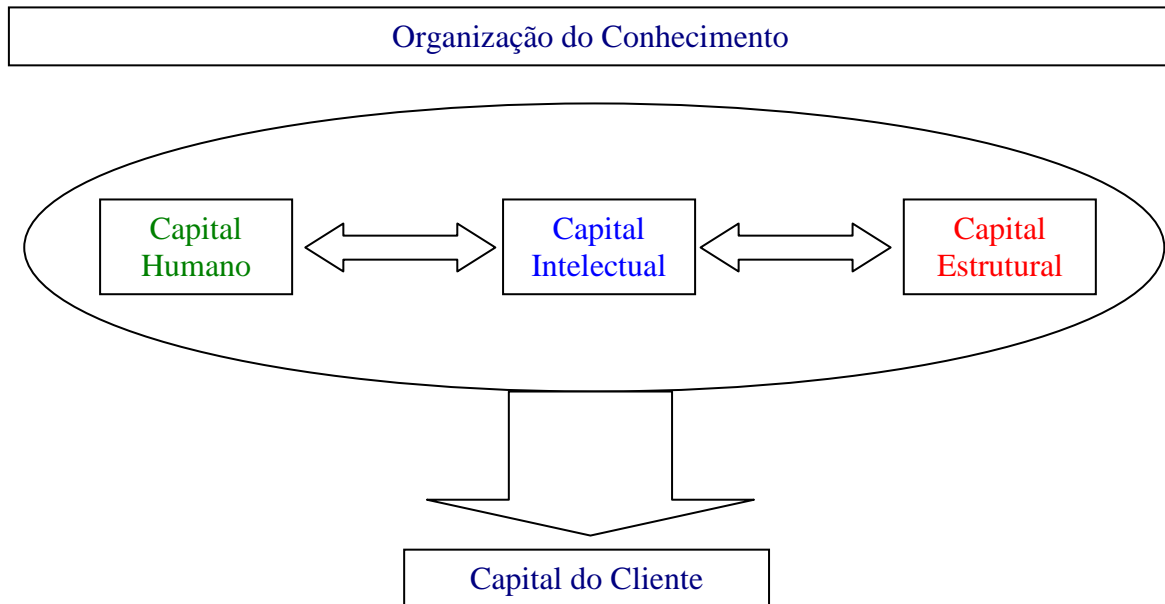 Organização do Conhecimento
Capital
Humano
Capital
Intelectual
Capital
Estrutural
Capital do Cliente